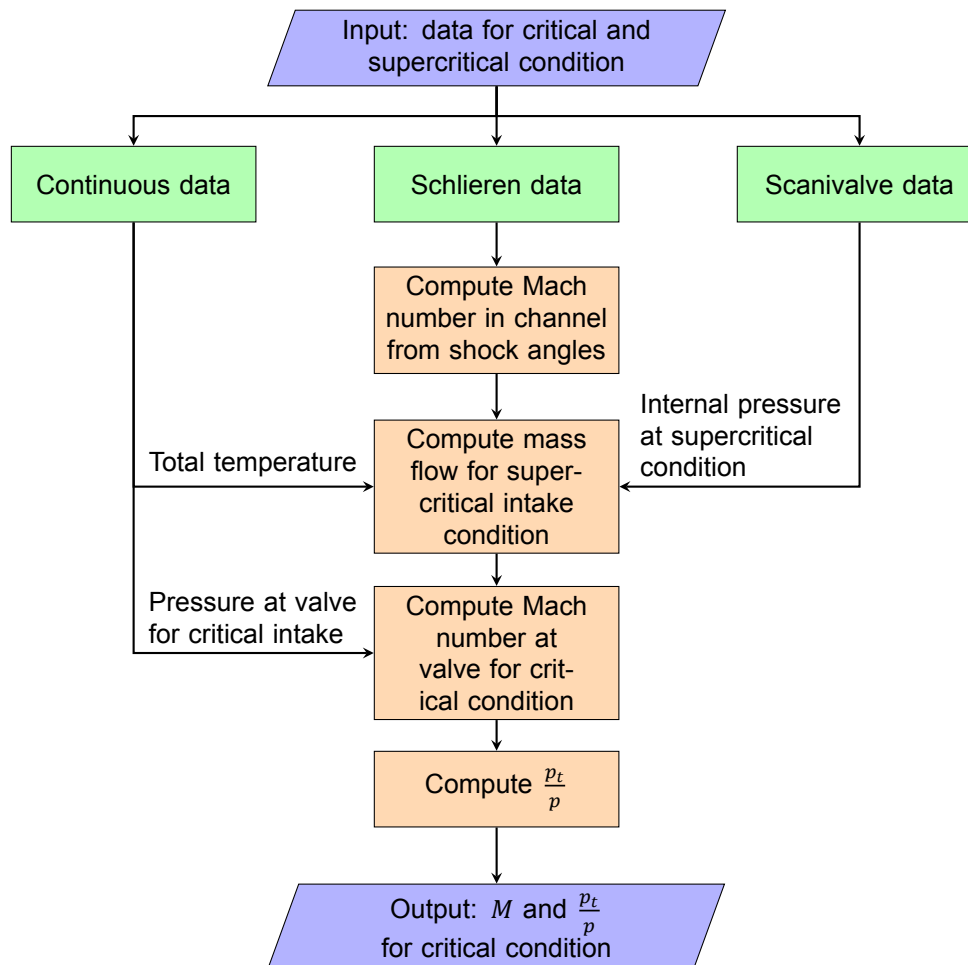 Input: data for critical and
supercritical condition
Continuous data
Schlieren data
Scanivalve data
Compute Mach
number in channel
from shock angles
Internal pressure
at supercritical
condition
Total temperature
Compute mass
flow for super-
critical intake
condition
Pressure at valve
for critical intake
Compute Mach
number at
valve for crit-
ical condition
Compute p_t/p
Output: M and p_t/p
for critical condition